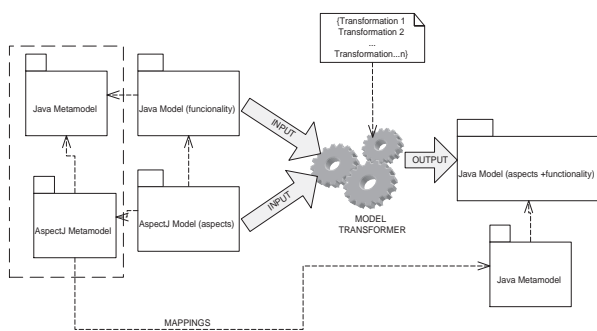 {Transformation 1
Transformation 2
...
Transformation...n}
Java Metamodel
Java Model (funcionality)
INPUT
OUTPUT
Java Model (aspects +functionality)
AspectJ Metamodel
AspectJ Model (aspects)
INPUT
MODEL
TRANSFORMER
Java Metamodel
MAPPINGS